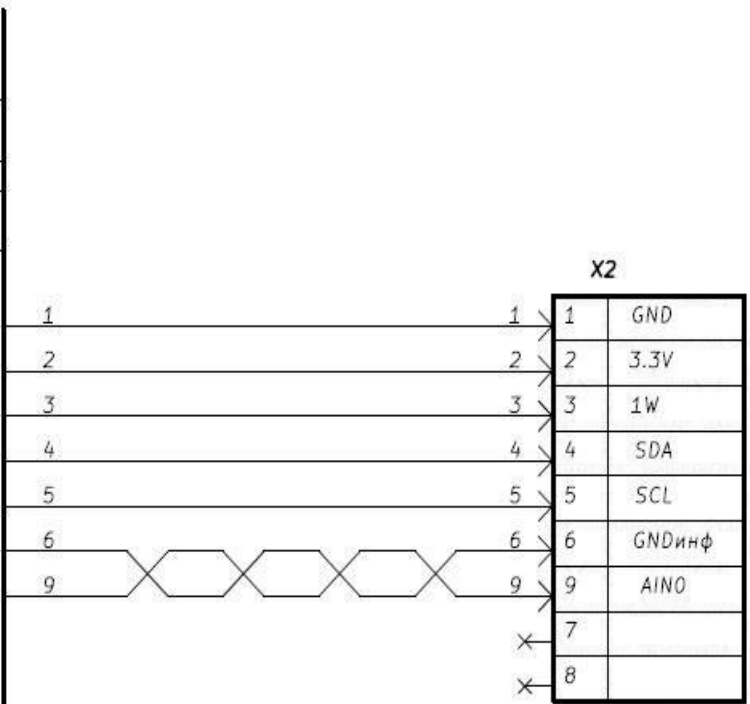 X2
1 1 1 GND
2 2 2 3.3V
3 3 3 1W
4 4 4 SDA
5 5 5 SCL
6 6 6 GNDинф
9 9 9 AIN0
7
8